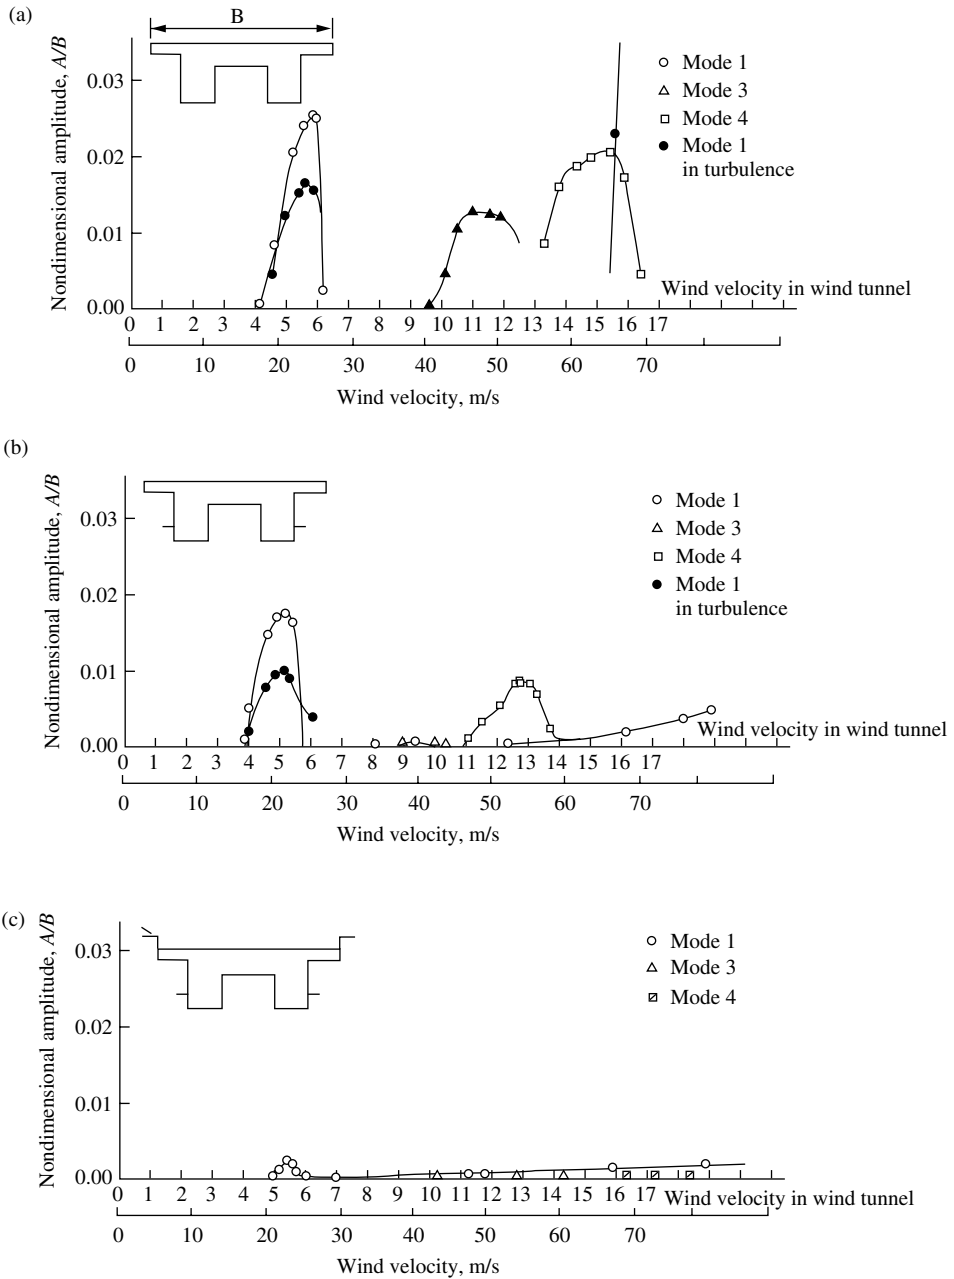 (a)
B
Nondimensional amplitude, A/B
0.03
0.02
0.01
0.00
Mode 1
Mode 3
Mode 4
Mode 1
in turbulence
Wind velocity in wind tunnel
0 1 2 3 4 5 6 7 8 9 10 11 12 13 14 15 16 17
0 10 20 30 40 50 60 70
Wind velocity, m/s
(b)
Nondimensional amplitude, A/B
0.03
0.02
0.01
0.00
Mode 1
Mode 3
Mode 4
Mode 1
in turbulence
Wind velocity in wind tunnel
0 1 2 3 4 5 6 7 8 9 10 11 12 13 14 15 16 17
0 10 20 30 40 50 60 70
Wind velocity, m/s
(c)
Nondimensional amplitude, A/B
0.03
0.02
0.01
0.00
Mode 1
Mode 3
Mode 4
Wind velocity in wind tunnel
0 1 2 3 4 5 6 7 8 9 10 11 12 13 14 15 16 17
0 10 20 30 40 50 60 70
Wind velocity, m/s